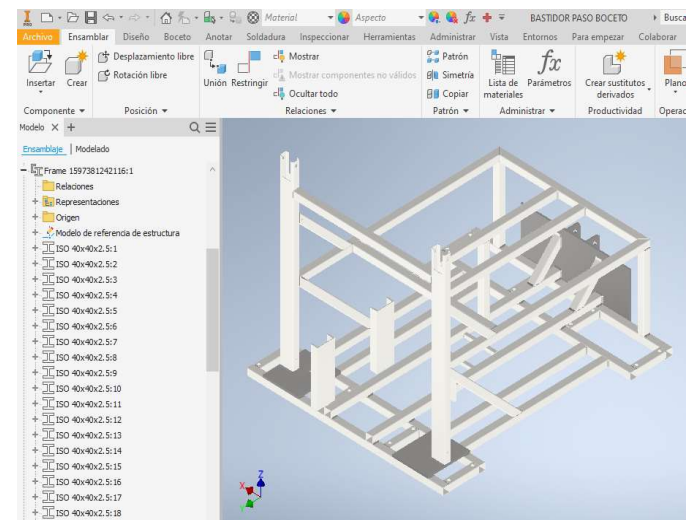 Material Aspecto fx BASTIDOR PASO BOCETO Busca
Archivo Ensamblar Diseño Boceto Anotar Soldadura Inspeccionar Herramientas Administrar Vista Entornos Para empezar Colaborar
Insertar Crear Desplazamiento libre Rotación libre Unión Restringir Mostrar Mostrar componentes no válidos Ocultar todo Patrón Simetría Copiar Lista de materiales fx Parámetros Crear sustitutos derivados Plano
Componente Posición Relaciones Patrón Administrar Productividad Operac
Modelo
Ensamblaje Modelado
Frame 1597381242116:1
Relaciones
Representaciones
Origen
Modelo de referencia de estructura
ISO 40x40x2.5:1
ISO 40x40x2.5:2
ISO 40x40x2.5:3
ISO 40x40x2.5:4
ISO 40x40x2.5:5
ISO 40x40x2.5:6
ISO 40x40x2.5:7
ISO 40x40x2.5:8
ISO 40x40x2.5:9
ISO 40x40x2.5:10
ISO 40x40x2.5:11
ISO 40x40x2.5:12
ISO 40x40x2.5:13
ISO 40x40x2.5:14
ISO 40x40x2.5:15
ISO 40x40x2.5:16
ISO 40x40x2.5:17
ISO 40x40x2.5:18
Z
X
Y